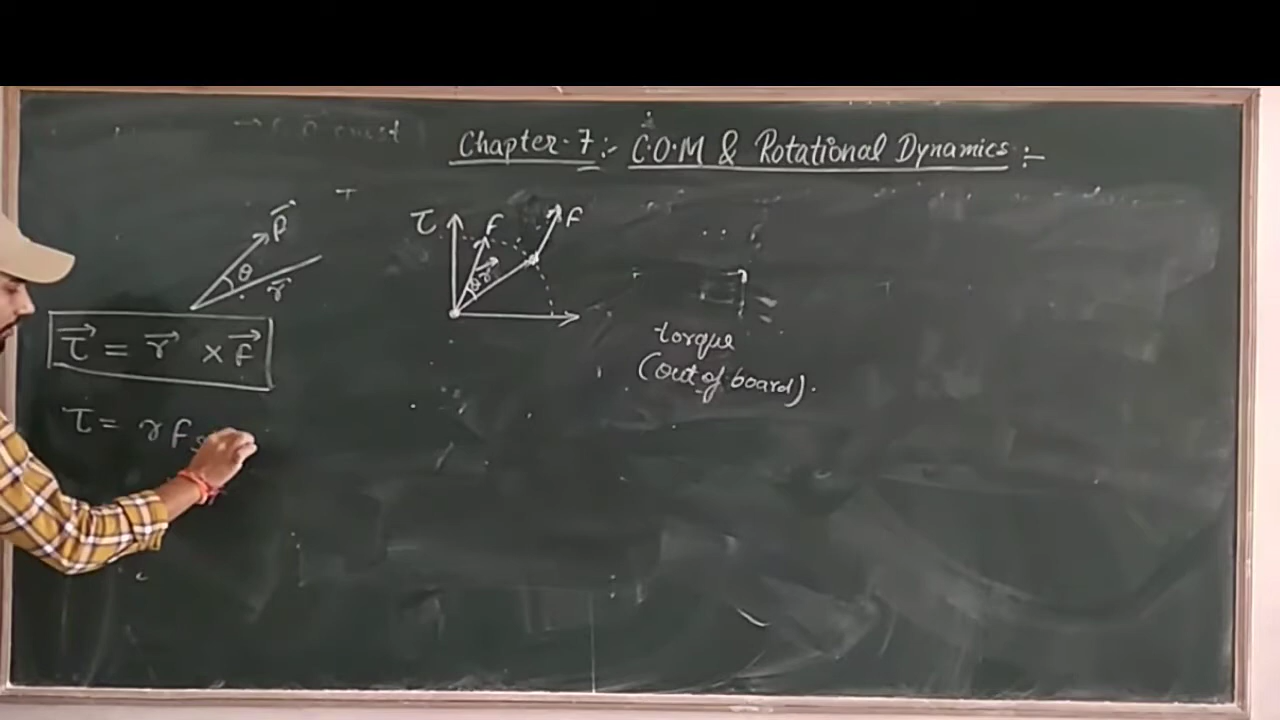 Chapter-7:- C.O.M & Rotational Dynamics:-
F
θ
r
τ = r × F
τ = r F
τ
F
F
θ
r
torque
(out of board).